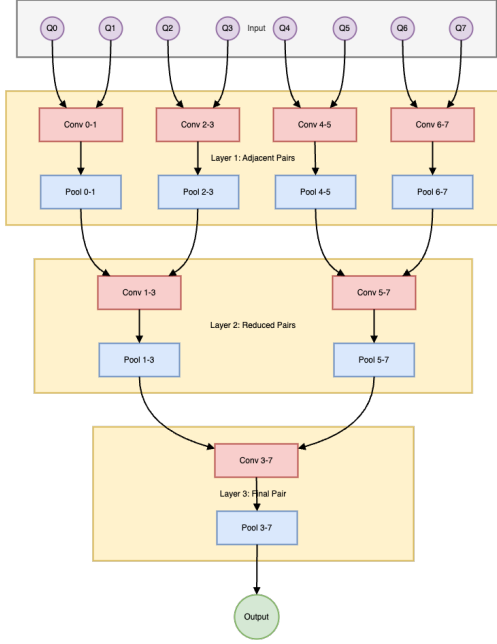 Q0 Q1 Q2 Q3 Input Q4 Q5 Q6 Q7
Conv 0-1 Conv 2-3 Conv 4-5 Conv 6-7
Layer 1: Adjacent Pairs
Pool 0-1 Pool 2-3 Pool 4-5 Pool 6-7
Conv 1-3 Conv 5-7
Layer 2: Reduced Pairs
Pool 1-3 Pool 5-7
Conv 3-7
Layer 3: Final Pair
Pool 3-7
Output